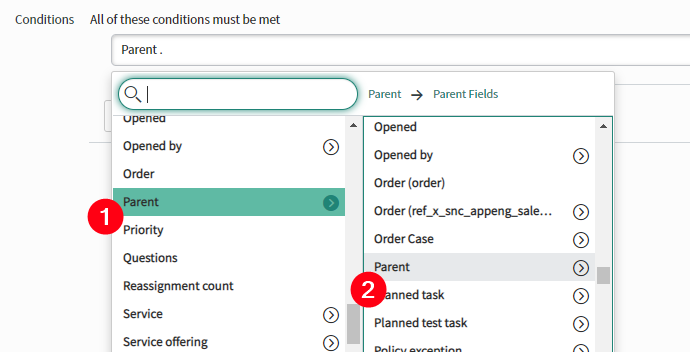 Conditions All of these conditions must be met
Parent .
Parent → Parent Fields
Opened
Opened by
Order
1
Parent
Priority
Questions
Reassignment count
Service
Service offering
Opened
Opened by
Order (order)
Order (ref_x_snc_appeng_sale...
Order Case
Parent
2
Planned task
Planned test task
Policy exception